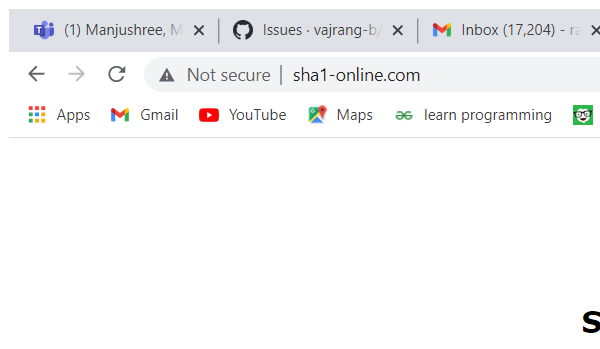 (1) Manjushree, M
Issues · vajrang-b/
Inbox (17,204) - ra
Not secure | sha1-online.com
Apps Gmail YouTube Maps learn programming
S